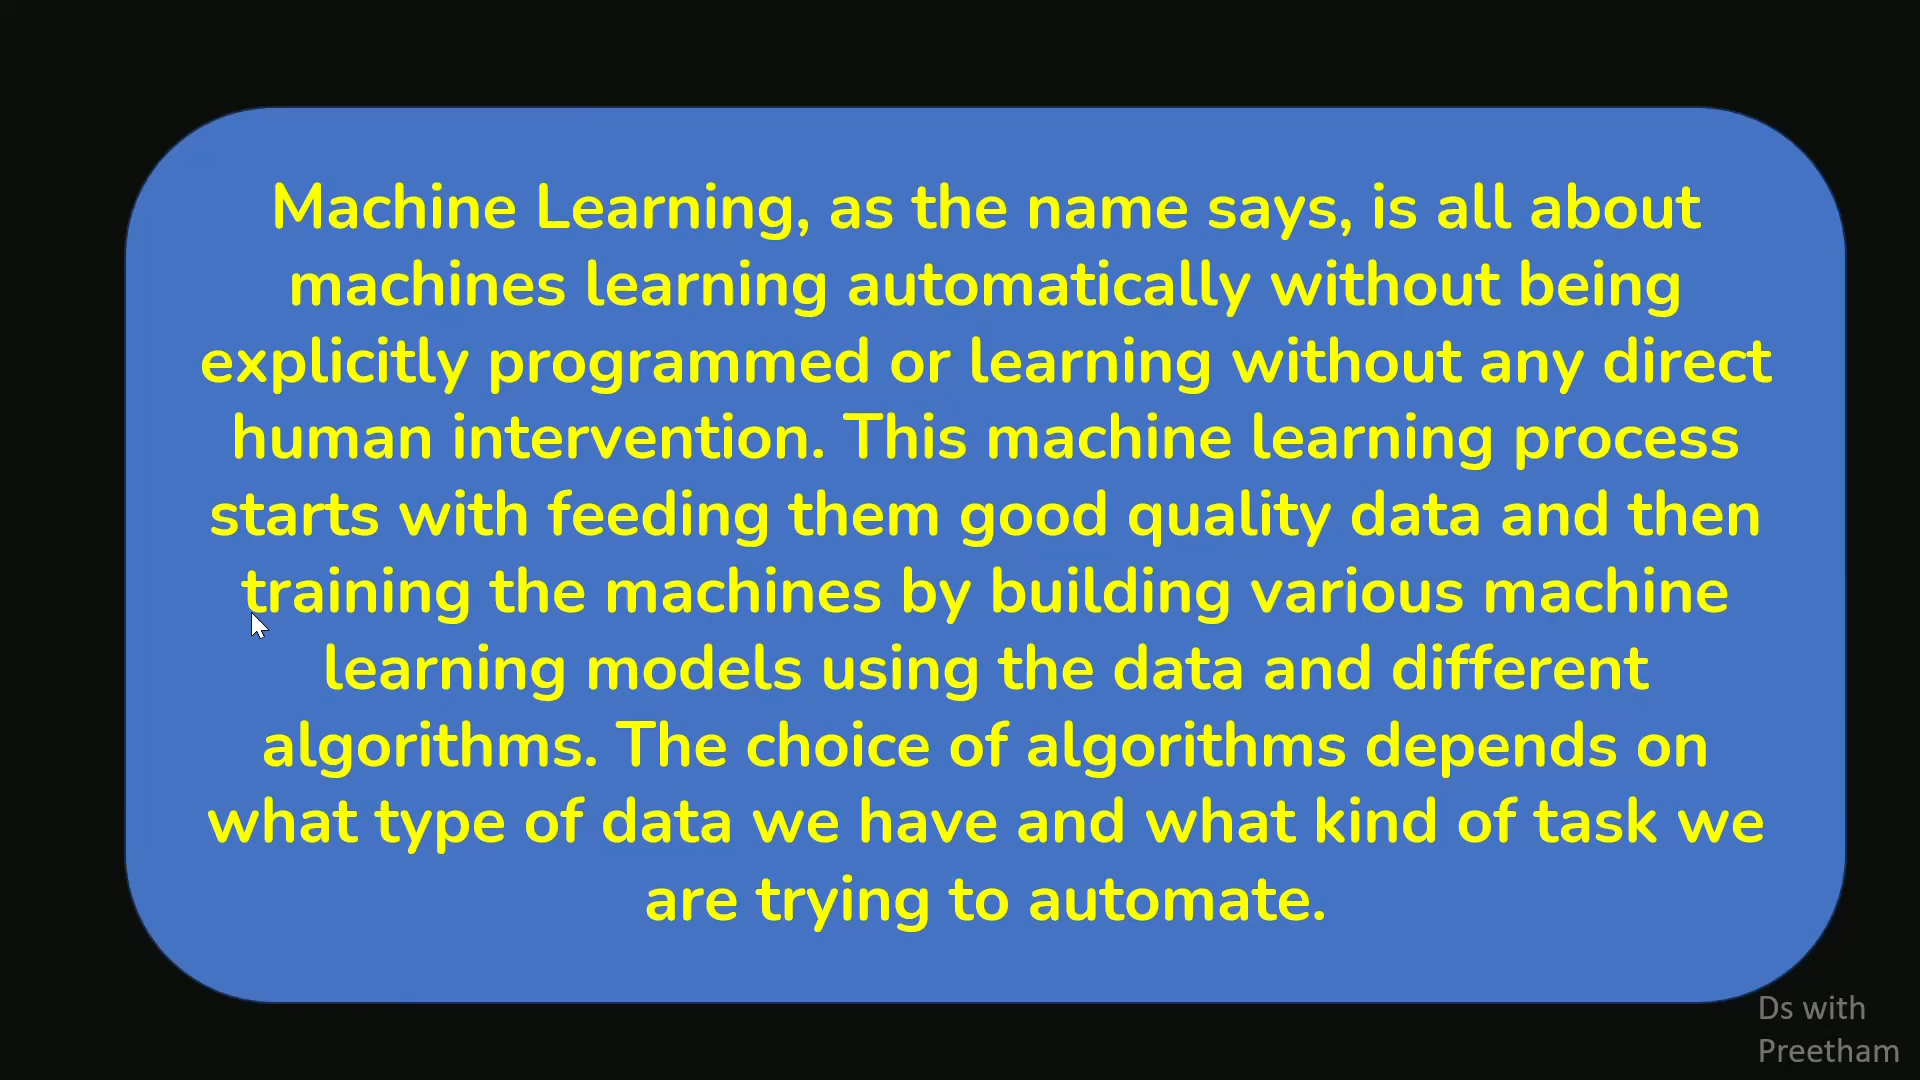 Machine Learning, as the name says, is all about
machines learning automatically without being
explicitly programmed or learning without any direct
human intervention. This machine learning process
starts with feeding them good quality data and then
training the machines by building various machine
learning models using the data and different
algorithms. The choice of algorithms depends on
what type of data we have and what kind of task we
are trying to automate.
Ds with
Preetham